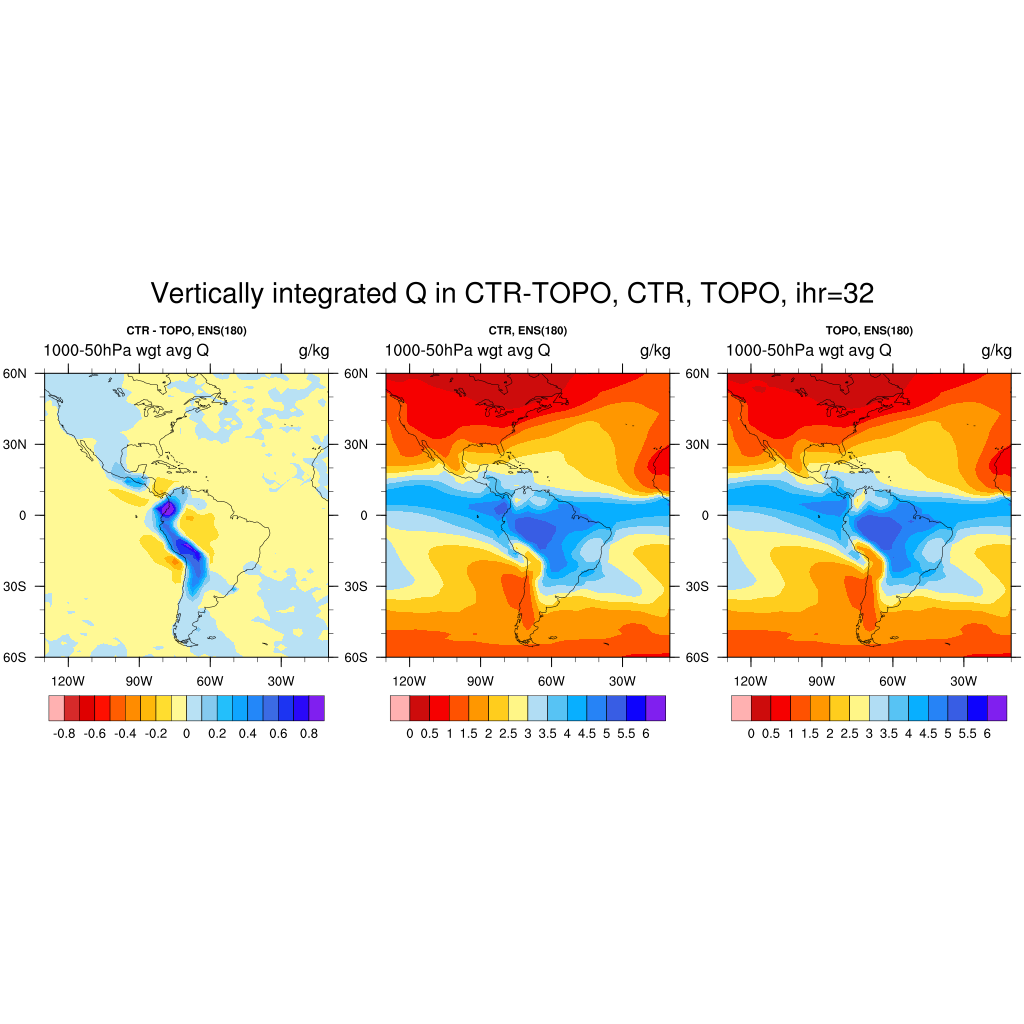 Vertically integrated Q in CTR-TOPO, CTR, TOPO, ihr=32
CTR - TOPO, ENS(180)
1000-50hPa wgt avg Q g/kg
60N
30N
0
30S
60S
120W 90W 60W 30W
-0.8 -0.6 -0.4 -0.2 0 0.2 0.4 0.6 0.8
CTR, ENS(180)
1000-50hPa wgt avg Q g/kg
60N
30N
0
30S
60S
120W 90W 60W 30W
0 0.5 1 1.5 2 2.5 3 3.5 4 4.5 5 5.5 6
TOPO, ENS(180)
1000-50hPa wgt avg Q g/kg
60N
30N
0
30S
60S
120W 90W 60W 30W
0 0.5 1 1.5 2 2.5 3 3.5 4 4.5 5 5.5 6